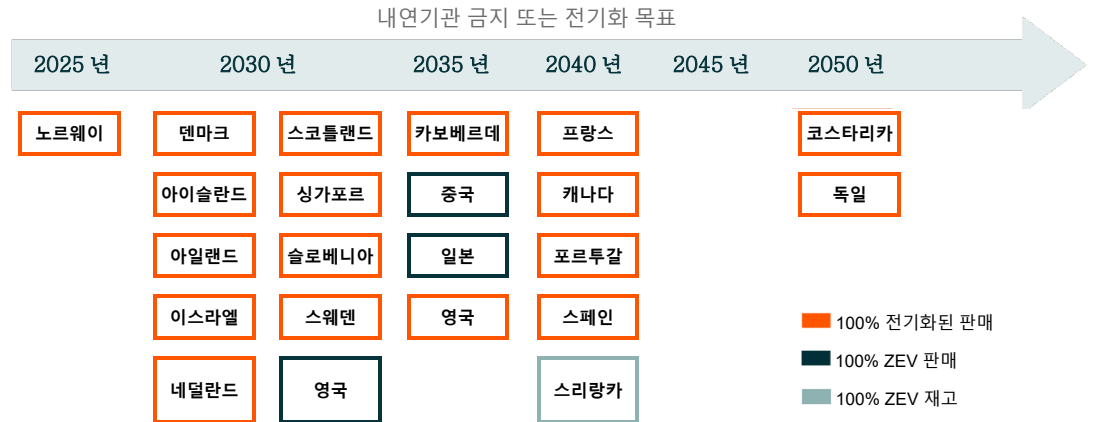 내연기관 금지 또는 전기화 목표
2025 년 2030 년 2035 년 2040 년 2045 년 2050 년
노르웨이 덴마크 스코틀랜드 카보베르데 프랑스 코스타리카
아이슬란드 싱가포르 중국 캐나다 독일
아일랜드 슬로베니아 일본 포르투갈
이스라엘 스웨덴 영국 스페인
네덜란드 영국 스리랑카
100% 전기화된 판매
100% ZEV 판매
100% ZEV 재고